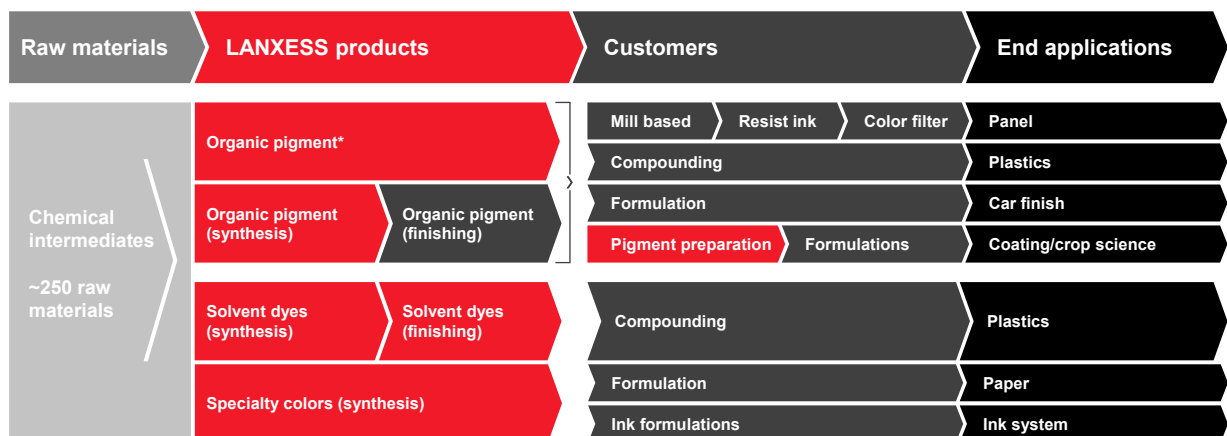 Raw materials
LANXESS products
Customers
End applications
Chemical
intermediates
~250 raw
materials
Organic pigment*
Organic pigment
(synthesis)
Organic pigment
(finishing)
Mill based
Resist ink
Color filter
Panel
Compounding
Plastics
Formulation
Car finish
Pigment preparation
Formulations
Coating/crop science
Solvent dyes
(synthesis)
Solvent dyes
(finishing)
Compounding
Plastics
Specialty colors (synthesis)
Formulation
Paper
Ink formulations
Ink system